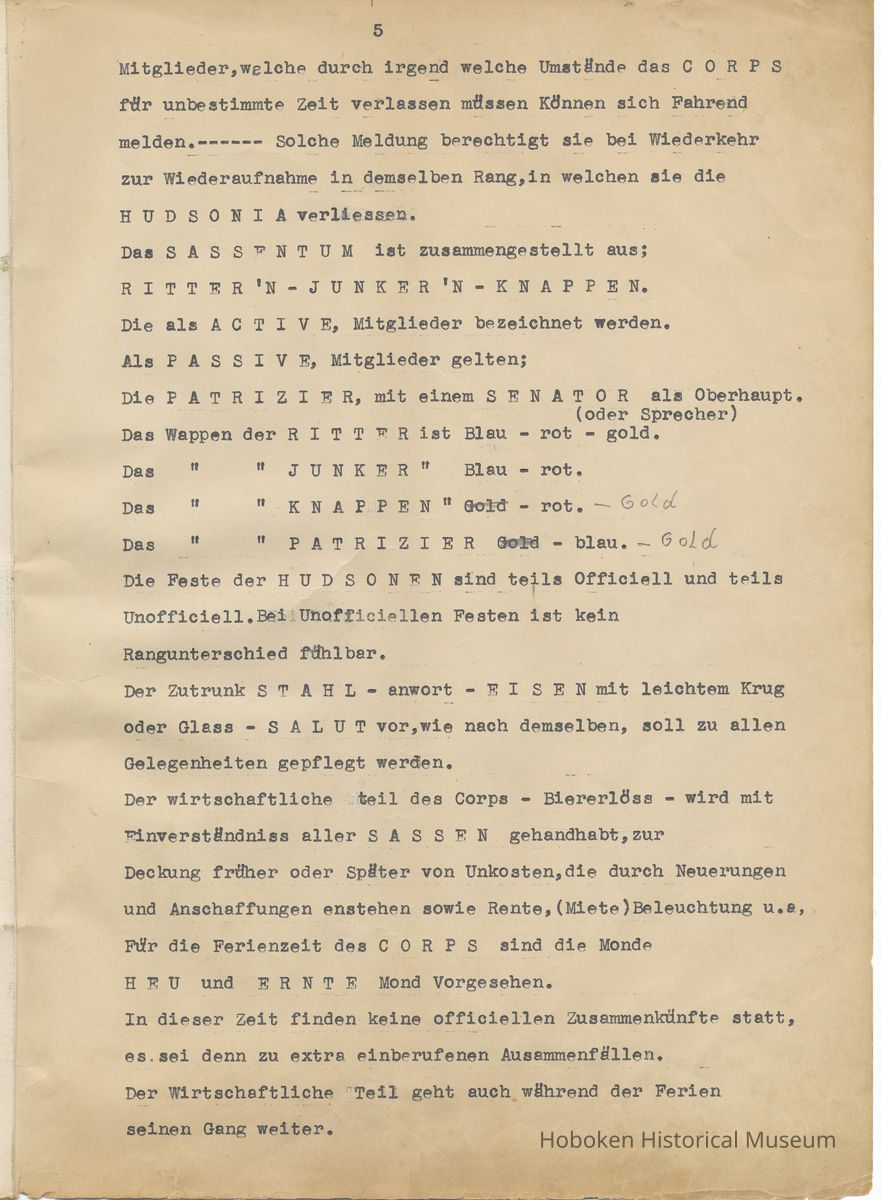 5
Mitglieder,welche durch irgend welche Umstände das C O R P S
für unbestimmte Zeit verlassen müssen Können sich Fahrend
melden.------ Solche Meldung berechtigt sie bei Wiederkehr
zur Wiederaufnahme in demselben Rang,in welchen sie die
H U D S O N I A verliessen.
Das S A S S E N T U M ist zusammengestellt aus;
R I T T E R 'N - J U N K E R 'N - K N A P P E N.
Die als A C T I V E, Mitglieder bezeichnet werden.
Als P A S S I V E, Mitglieder gelten;
Die P A T R I Z I E R, mit einem S E N A T O R als Oberhaupt.
(oder Sprecher)
Das Wappen der R I T T E R ist Blau - rot - gold.
Das " " J U N K E R " Blau - rot.
Das " " K N A P P E N " Gold - rot. - GOLD
Das " " P A T R I Z I E R Gold - blau. - GOLD
Die Feste der H U D S O N E N sind teils Officiell und teils
Unofficiell.Bei Unofficiellen Festen ist kein
Rangunterschied fühlbar.
Der Zutrunk S T A H L - anwort - E I S E N mit leichtem Krug
oder Glass - S A L U T vor,wie nach demselben, soll zu allen
Gelegenheiten gepflegt werden.
Der wirtschaftliche teil des Corps - Biererlöss - wird mit
Einverständniss aller S A S S E N gehandhabt,zur
Deckung früher oder Später von Unkosten,die durch Neuerungen
und Anschaffungen enstehen sowie Rente,(Miete)Beleuchtung u.a,
Für die Ferienzeit des C O R P S sind die Monde
H E U und E R N T E Mond Vorgesehen.
In dieser Zeit finden keine officiellen Zusammenkünfte statt,
es.sei denn zu extra einberufenen Ausammenfällen.
Der Wirtschaftliche Teil geht auch während der Ferien
seinen Gang weiter.
Hoboken Historical Museum